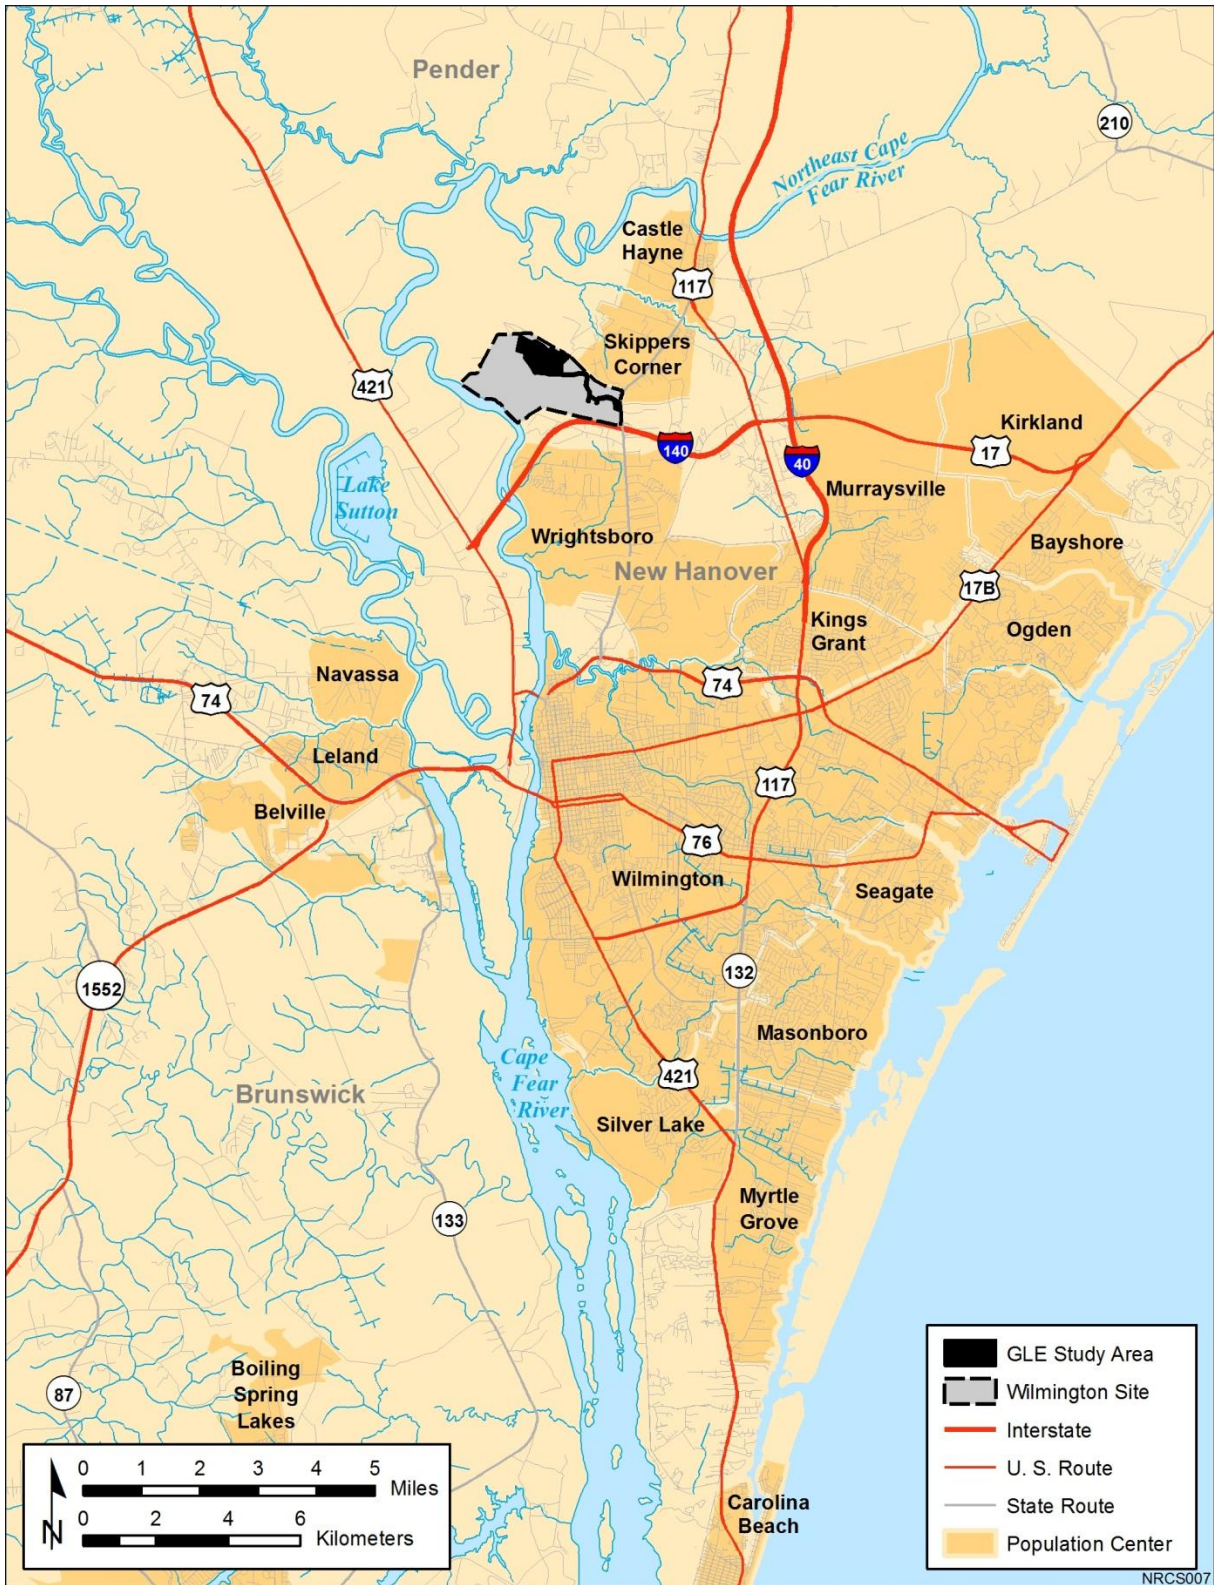 Pender
210
Northeast Cape
Fear River
Castle
Hayne
117
Skippers
Corner
421
Kirkland
140
17
40
Lake
Sutton
Murraysville
Wrightsboro
Bayshore
New Hanover
17B
Kings
Grant
Ogden
Navassa
74
74
Leland
117
Belville
76
Wilmington
Seagate
132
1552
Masonboro
Cape
Fear
River
421
Brunswick
Silver Lake
Myrtle
Grove
133
Boiling
Spring
Lakes
87
Carolina
Beach
GLE Study Area
Wilmington Site
Interstate
U. S. Route
State Route
Population Center
0 1 2 3 4 5
Miles
0 2 4 6
Kilometers
N
NRCS007